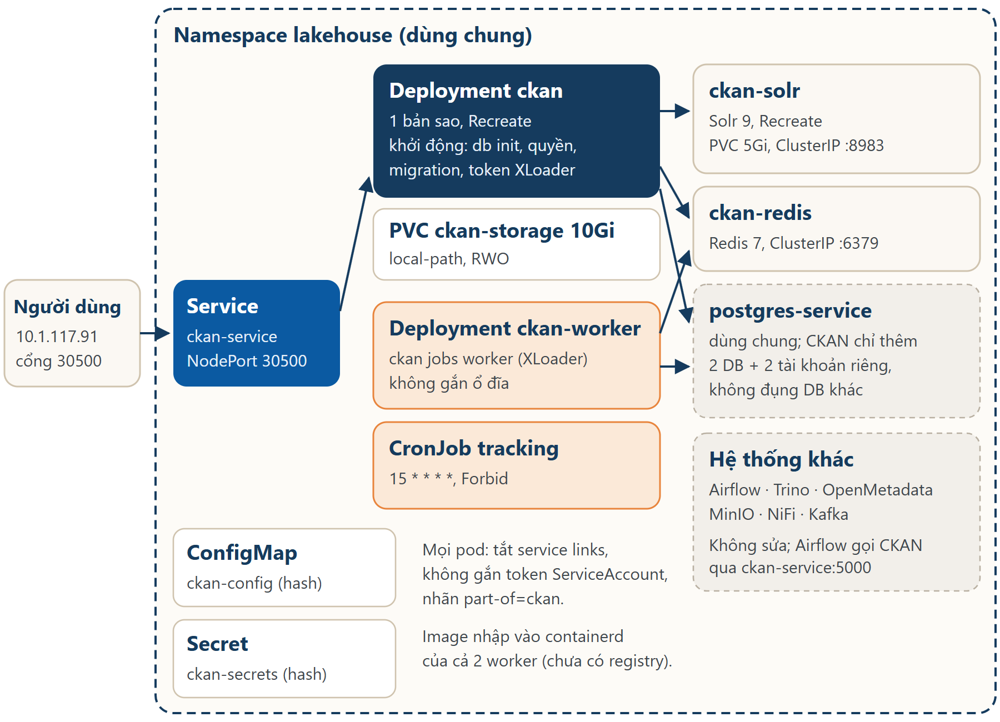 Namespace lakehouse (dùng chung)
Người dùng
10.1.117.91
cổng 30500
Service
ckan-service
NodePort 30500
Deployment ckan
1 bản sao, Recreate
khởi động: db init, quyền,
migration, token XLoader
PVC ckan-storage 10Gi
local-path, RWO
Deployment ckan-worker
ckan jobs worker (XLoader)
không gắn ổ đĩa
CronJob tracking
15 * * * *, Forbid
ckan-solr
Solr 9, Recreate
PVC 5Gi, ClusterIP :8983
ckan-redis
Redis 7, ClusterIP :6379
postgres-service
dùng chung; CKAN chỉ thêm
2 DB + 2 tài khoản riêng,
không đụng DB khác
Hệ thống khác
Airflow · Trino · OpenMetadata
MinIO · NiFi · Kafka
Không sửa; Airflow gọi CKAN
qua ckan-service:5000
ConfigMap
ckan-config (hash)
Secret
ckan-secrets (hash)
Mọi pod: tắt service links,
không gắn token ServiceAccount,
nhãn part-of=ckan.
Image nhập vào containerd
của cả 2 worker (chưa có registry).